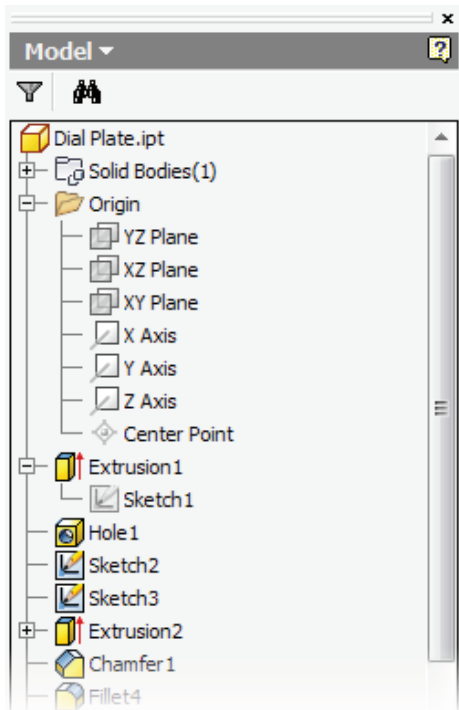 Model
Dial Plate.ipt
Solid Bodies(1)
Origin
YZ Plane
XZ Plane
XY Plane
X Axis
Y Axis
Z Axis
Center Point
Extrusion1
Sketch1
Hole1
Sketch2
Sketch3
Extrusion2
Chamfer1
Fillet4